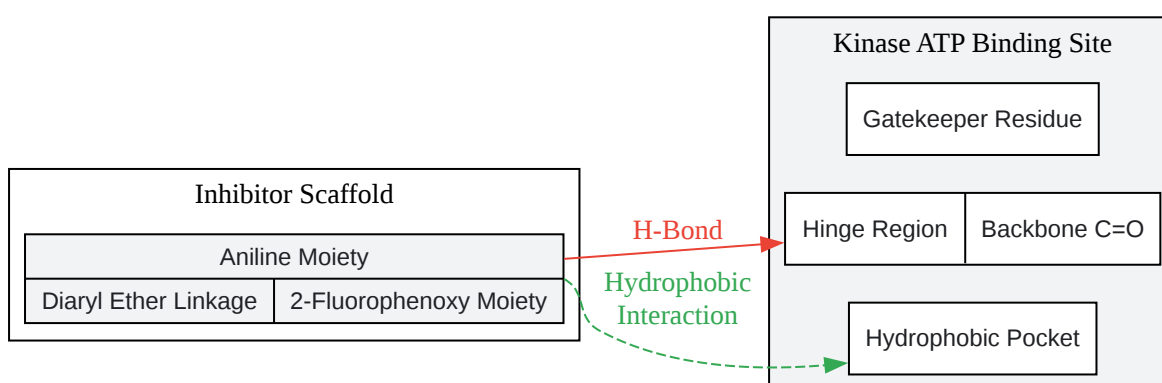 Kinase ATP Binding Site
Gatekeeper Residue
Inhibitor Scaffold
Aniline Moiety
Diaryl Ether Linkage
2-Fluorophenoxy Moiety
H-Bond
Hydrophobic
Interaction
Hinge Region
Backbone C=O
Hydrophobic Pocket